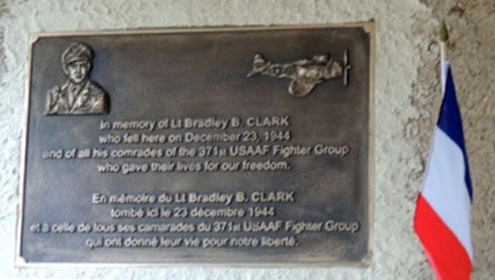 In memory of Lt Bradley B. CLARK
who fell here on December 23, 1944
and of all his comrades of the 371st USAAF Fighter Group
who gave their lives for our freedom.
En mémoire du Lt Bradley B. CLARK
tombé ici le 23 décembre 1944
et à celle de tous ses camarades du 371st USAAF Fighter Group
qui ont donné leur vie pour notre liberté.